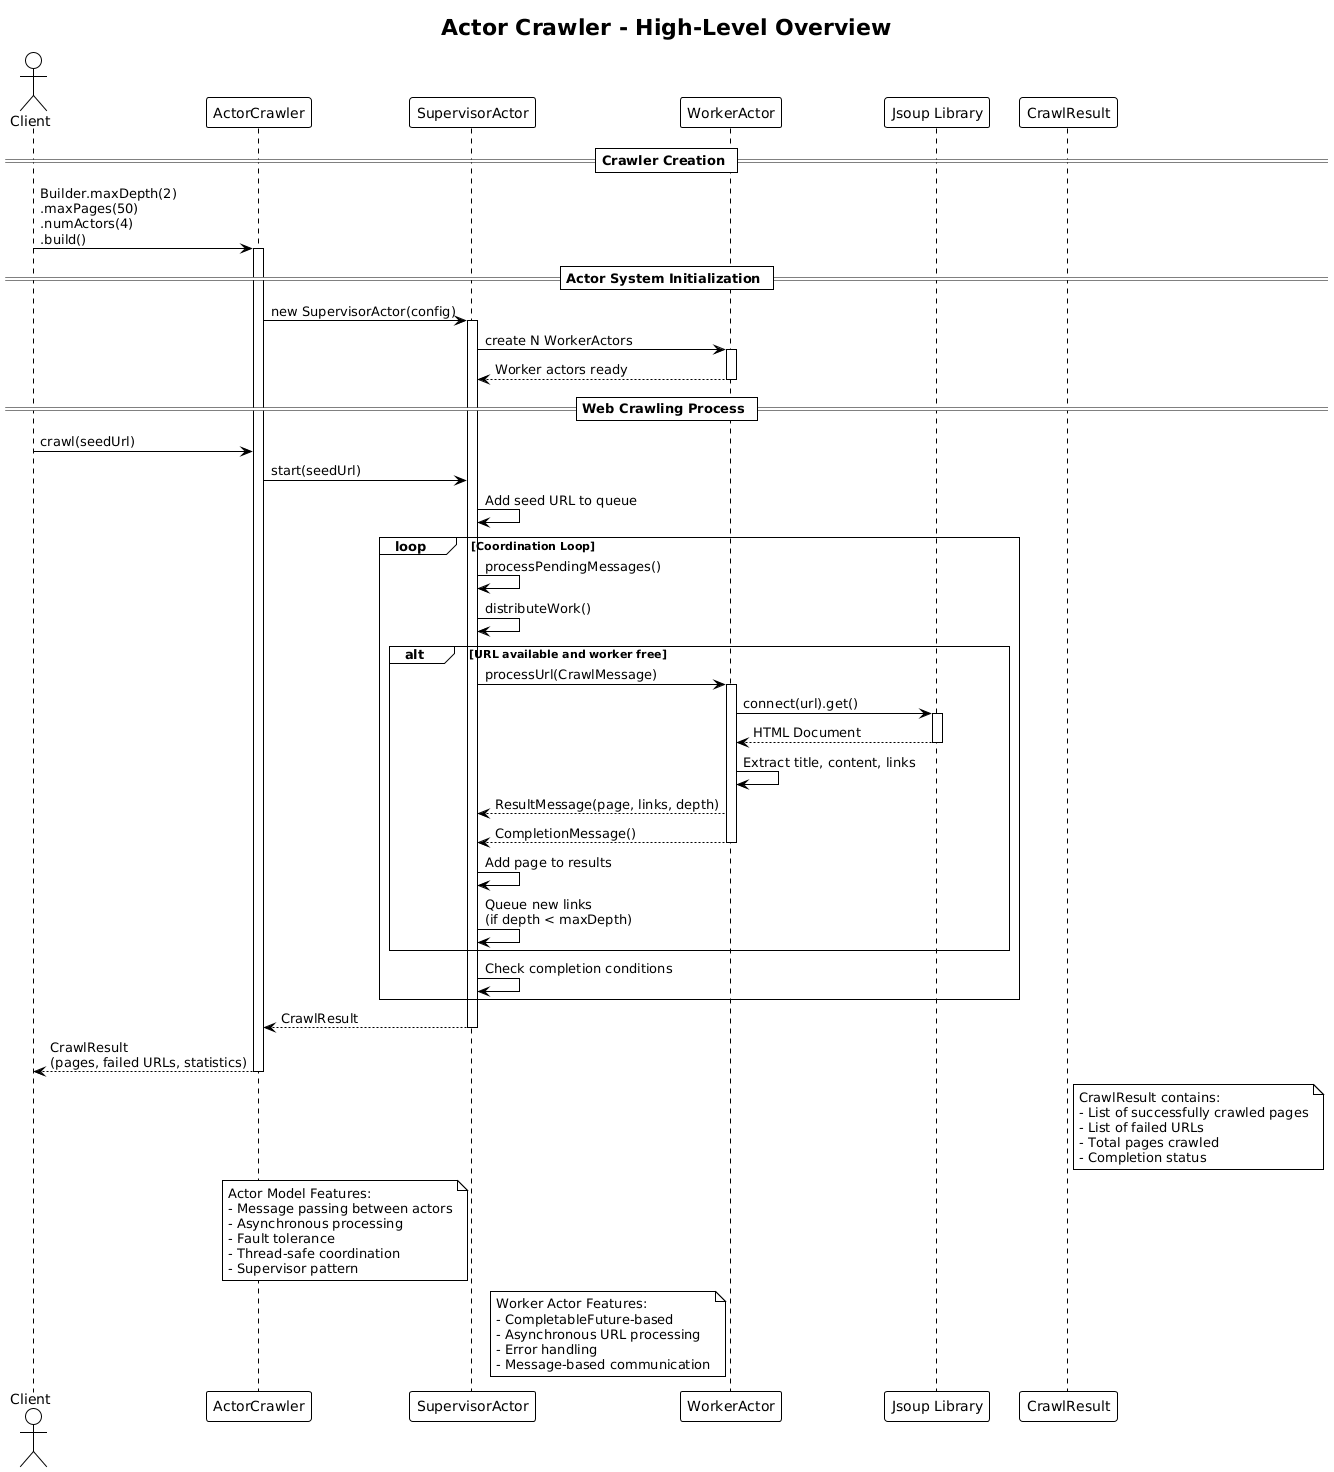 Actor Crawler - High-Level Overview
Client
ActorCrawler
SupervisorActor
WorkerActor
Jsoup Library
CrawlResult
Crawler Creation
Builder.maxDepth(2)
.maxPages(50)
.numActors(4)
.build()
Actor System Initialization
new SupervisorActor(config)
create N WorkerActors
Worker actors ready
Web Crawling Process
crawl(seedUrl)
start(seedUrl)
Add seed URL to queue
loop [Coordination Loop]
processPendingMessages()
distributeWork()
alt [URL available and worker free]
processUrl(CrawlMessage)
connect(url).get()
HTML Document
Extract title, content, links
ResultMessage(page, links, depth)
CompletionMessage()
Add page to results
Queue new links
(if depth < maxDepth)
Check completion conditions
CrawlResult
CrawlResult
(pages, failed URLs, statistics)
CrawlResult contains:
- List of successfully crawled pages
- List of failed URLs
- Total pages crawled
- Completion status
Actor Model Features:
- Message passing between actors
- Asynchronous processing
- Fault tolerance
- Thread-safe coordination
- Supervisor pattern
Worker Actor Features:
- CompletableFuture-based
- Asynchronous URL processing
- Error handling
- Message-based communication
Client
ActorCrawler
SupervisorActor
WorkerActor
Jsoup Library
CrawlResult